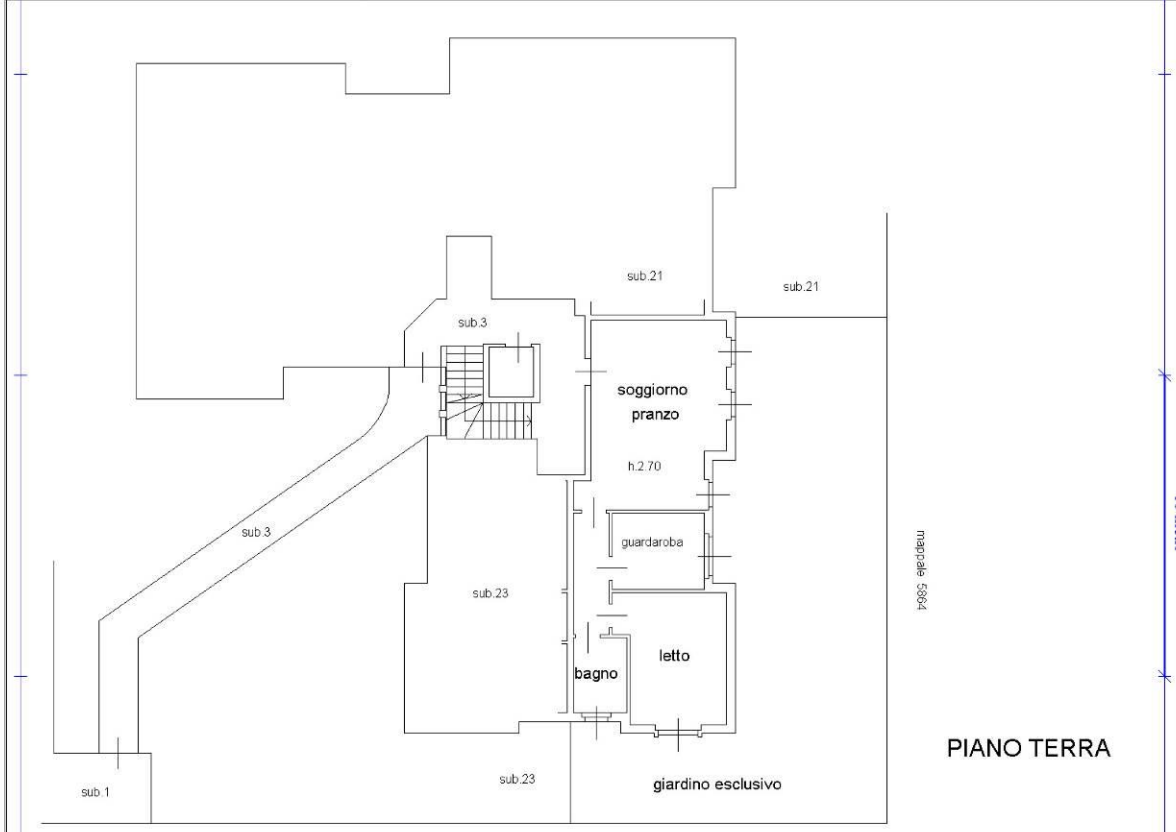 sub.21
sub.21
sub.3
soggiorno
pranzo
h.2.70
sub.3
guardaroba
mappale 5864
sub.23
letto
bagno
PIANO TERRA
sub.23
giardino esclusivo
sub.1